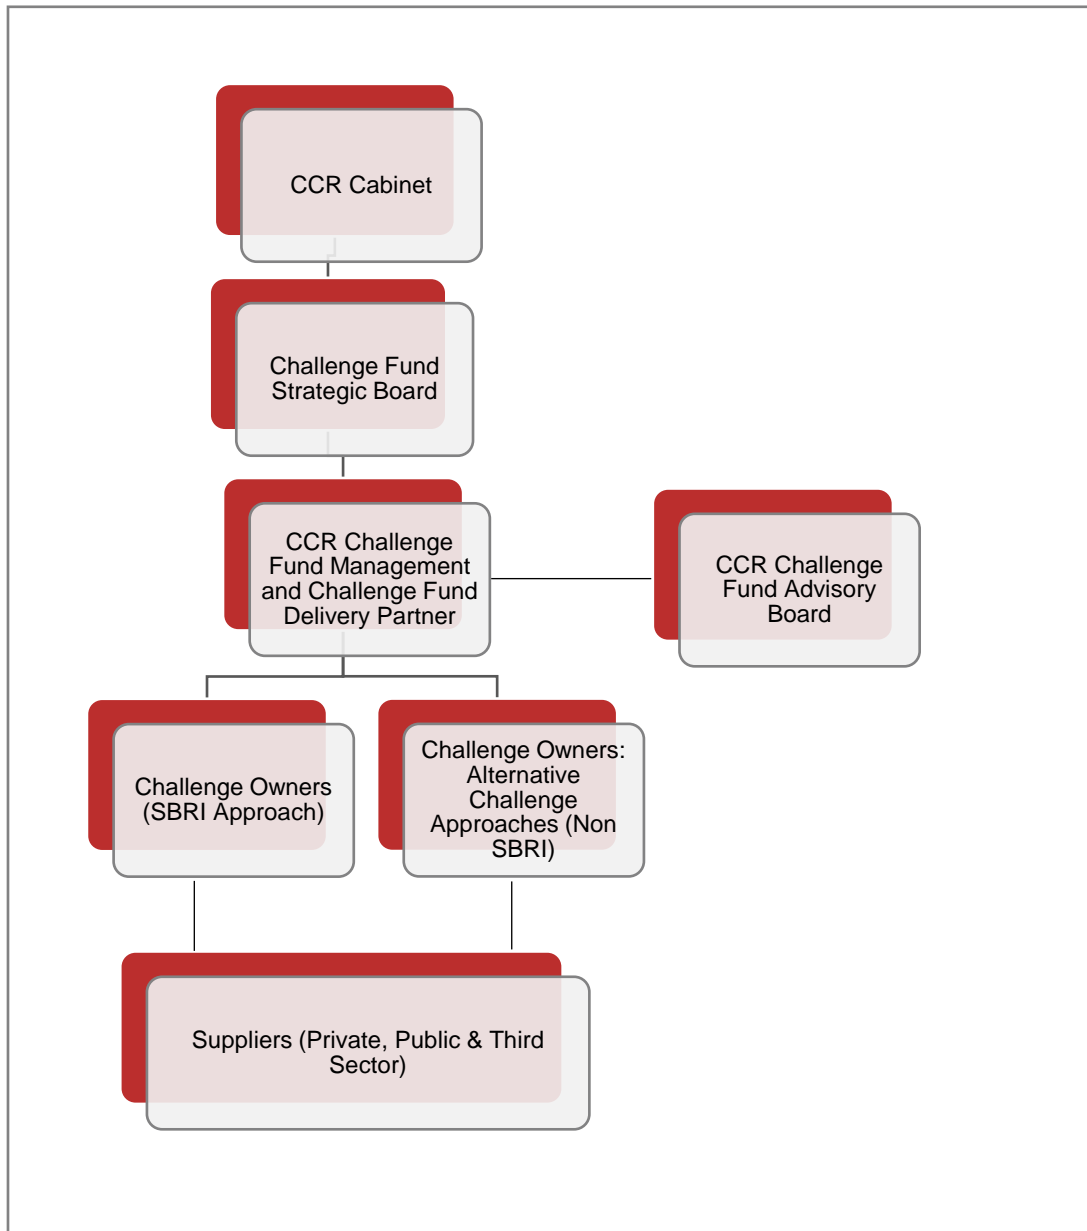 CCR Cabinet
Challenge Fund
Strategic Board
CCR Challenge
Fund Management
and Challenge Fund
Delivery Partner
CCR Challenge
Fund Advisory
Board
Challenge Owners
(SBRI Approach)
Challenge Owners:
Alternative
Challenge
Approaches (Non
SBRI)
Suppliers (Private, Public & Third
Sector)